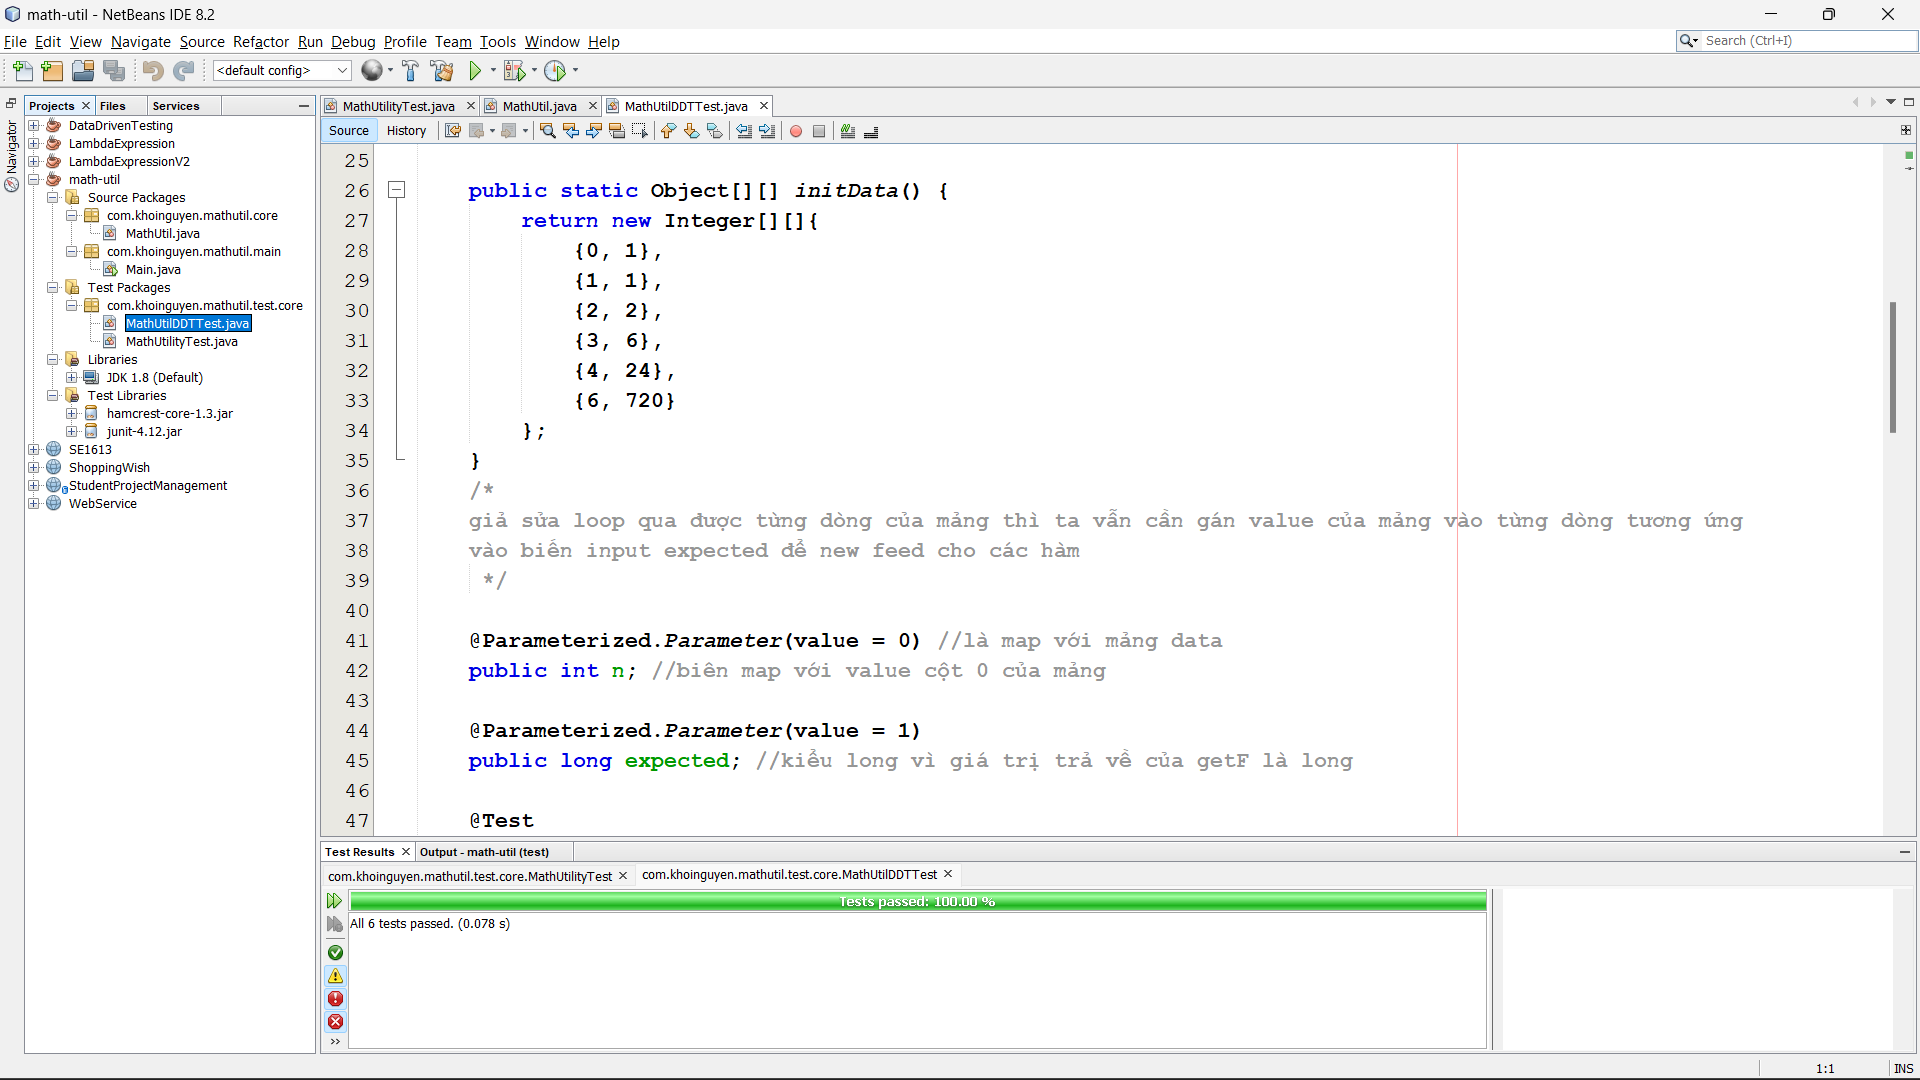 math-util - NetBeans IDE 8.2
File Edit View Navigate Source Refactor Run Debug Profile Team Tools Window Help
Search (Ctrl+I)
<default config>
Projects Files Services
Navigator
DataDrivenTesting
LambdaExpression
LambdaExpressionV2
math-util
Source Packages
com.khoinguyen.mathutil.core
MathUtil.java
com.khoinguyen.mathutil.main
Main.java
Test Packages
com.khoinguyen.mathutil.test.core
MathUtilDDTTest.java
MathUtilityTest.java
Libraries
JDK 1.8 (Default)
Test Libraries
hamcrest-core-1.3.jar
junit-4.12.jar
SE1613
ShoppingWish
StudentProjectManagement
WebService
MathUtilityTest.java MathUtil.java MathUtilDDTTest.java
Source History
25
26 public static Object[][] initData() {
27 return new Integer[][]{
28 {0, 1},
29 {1, 1},
30 {2, 2},
31 {3, 6},
32 {4, 24},
33 {6, 720}
34 };
35 }
36 /*
37 giả sửa loop qua được từng dòng của mảng thì ta vẫn cần gán value của mảng vào từng dòng tương ứng
38 vào biến input expected để new feed cho các hàm
39 */
40
41 @Parameterized.Parameter(value = 0) //là map với mảng data
42 public int n; //biên map với value cột 0 của mảng
43
44 @Parameterized.Parameter(value = 1)
45 public long expected; //kiểu long vì giá trị trả về của getF là long
46
47 @Test
Test Results Output - math-util (test)
com.khoinguyen.mathutil.test.core.MathUtilityTest com.khoinguyen.mathutil.test.core.MathUtilDDTTest
Tests passed: 100.00 %
All 6 tests passed. (0.078 s)
1:1 INS